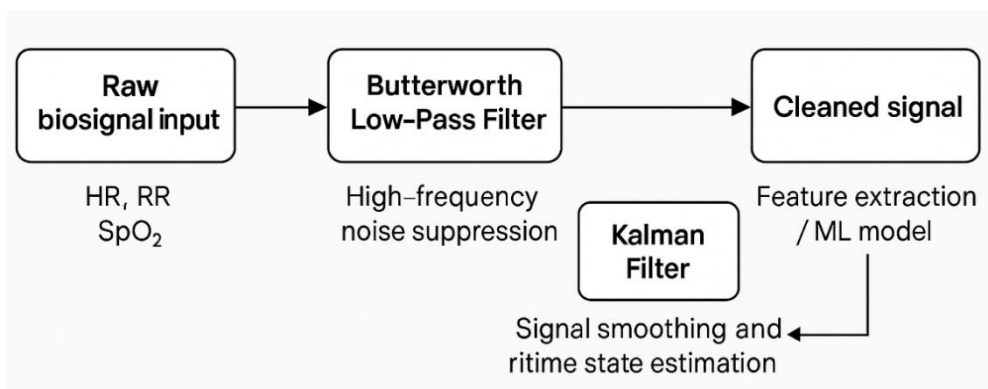 Raw
biosignal input
HR, RR
SpO₂
Butterworth
Low-Pass Filter
High-frequency
noise suppression
Kalman
Filter
Signal smoothing and
ritime state estimation
Cleaned signal
Feature extraction
/ ML model